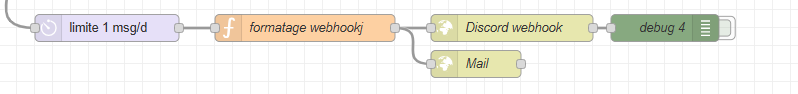 limite 1 msg/d
formatage webhookj
Discord webhook
debug 4
Mail